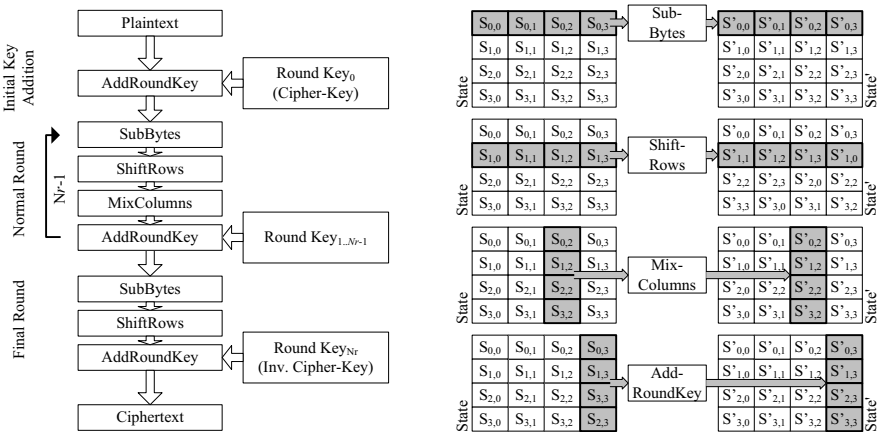 Plaintext
Initial Key
Addition
AddRoundKey
Round Key0
(Cipher-Key)
Normal Round
Nr-1
SubBytes
ShiftRows
MixColumns
AddRoundKey
Round Key1..Nr-1
Final Round
SubBytes
ShiftRows
AddRoundKey
Round KeyNr
(Inv. Cipher-Key)
Ciphertext
State
S0,0 S0,1 S0,2 S0,3
S1,0 S1,1 S1,2 S1,3
S2,0 S2,1 S2,2 S2,3
S3,0 S3,1 S3,2 S3,3
Sub-
Bytes
S'0,0 S'0,1 S'0,2 S'0,3
S'1,0 S'1,1 S'1,2 S'1,3
S'2,0 S'2,1 S'2,2 S'2,3
S'3,0 S'3,1 S'3,2 S'3,3
State'
State
S0,0 S0,1 S0,2 S0,3
S1,0 S1,1 S1,2 S1,3
S2,0 S2,1 S2,2 S2,3
S3,0 S3,1 S3,2 S3,3
Shift-
Rows
S'0,0 S'0,1 S'0,2 S'0,3
S'1,1 S'1,2 S'1,3 S'1,0
S'2,2 S'2,3 S'2,0 S'2,2
S'3,3 S'3,0 S'3,1 S'3,2
State'
State
S0,0 S0,1 S0,2 S0,3
S1,0 S1,1 S1,2 S1,3
S2,0 S2,1 S2,2 S2,3
S3,0 S3,1 S3,2 S3,3
Mix-
Columns
S'0,0 S'0,1 S'0,2 S'0,3
S'1,0 S'1,1 S'1,2 S'1,3
S'2,0 S'2,2 S'2,2 S'2,3
S'3,0 S'3,1 S'3,2 S'3,3
State'
State
S0,0 S0,1 S0,2 S0,3
S1,0 S1,1 S1,2 S1,3
S2,0 S2,1 S2,2 S3,3
S3,0 S3,1 S3,2 S2,3
Add-
RoundKey
S'0,0 S'0,1 S'0,2 S'0,3
S'1,0 S'1,1 S'1,2 S'1,3
S'2,0 S'2,1 S'2,2 S'2,3
S'3,0 S'3,1 S'3,2 S'3,3
State'